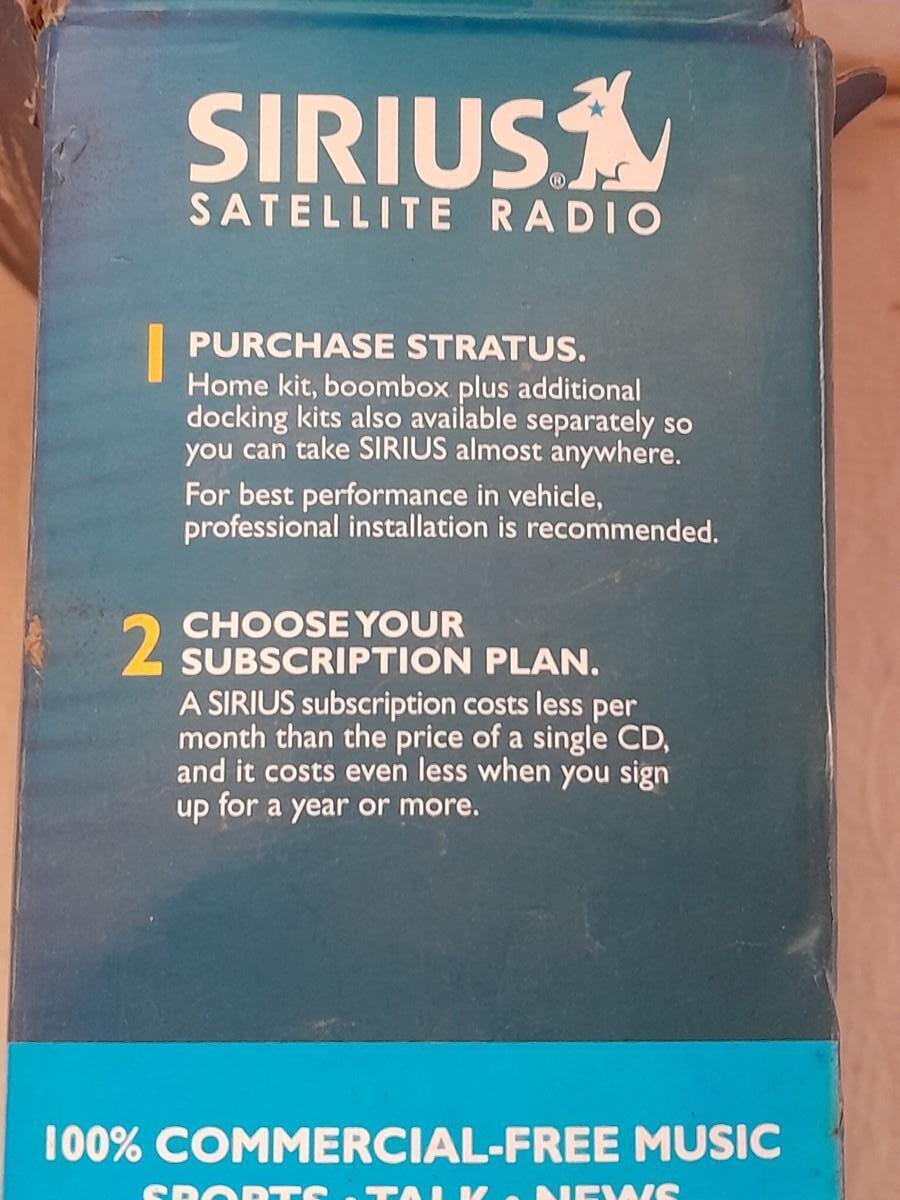 SIRIUS®
SATELLITE RADIO
1 PURCHASE STRATUS.
Home kit, boombox plus additional
docking kits also available separately so
you can take SIRIUS almost anywhere.
For best performance in vehicle,
professional installation is recommended.
2 CHOOSE YOUR
SUBSCRIPTION PLAN.
A SIRIUS subscription costs less per
month than the price of a single CD,
and it costs even less when you sign
up for a year or more.
100% COMMERCIAL-FREE MUSIC
SPORTS • TALK • NEWS